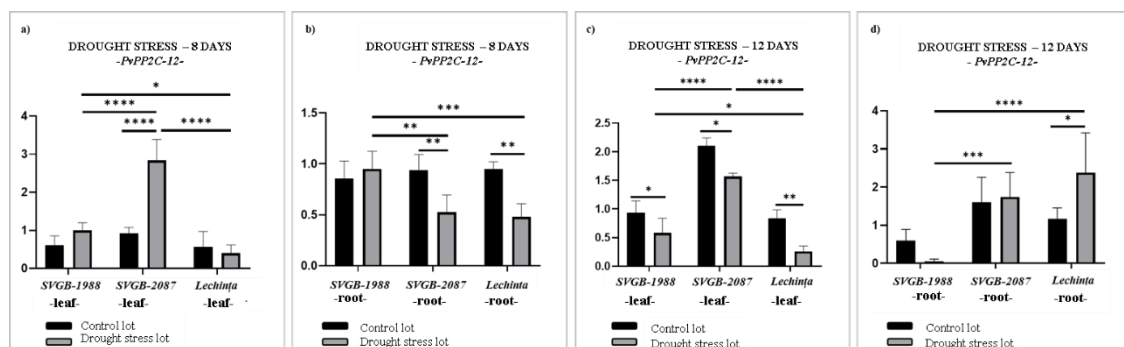 a)
DROUGHT STRESS – 8 DAYS
-PvPP2C-12-
*
****
****
****
4
3
2
1
0
SVGB-1988 SVGB-2087 Lechința
-leaf- -leaf- -leaf-
Control lot
Drought stress lot
b)
DROUGHT STRESS – 8 DAYS
- PvPP2C-12-
***
**
** **
1.5
1.0
0.5
0.0
SVGB-1988 SVGB-2087 Lechința
-root- -root- -root-
Control lot
Drought stress lot
c)
DROUGHT STRESS – 12 DAYS
- PvPP2C-12-
**** ****
*
*
* **
2.5
2.0
1.5
1.0
0.5
0.0
SVGB-1988 SVGB-2087 Lechința
-leaf- -leaf- -leaf-
Control lot
Drought stress lot
d)
DROUGHT STRESS – 12 DAYS
- PvPP2C-12-
****
*
***
4
3
2
1
0
SVGB-1988 SVGB-2087 Lechința
-root- -root- -root-
Control lot
Drought stress lot